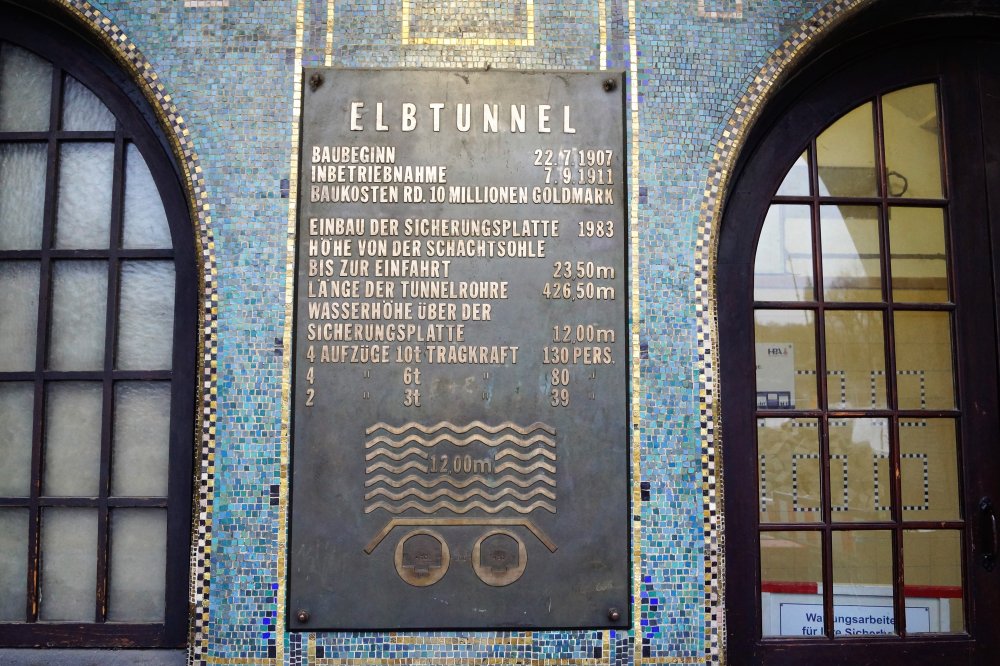 ELBTUNNEL
BAUBEGINN 22.7.1907
INBETRIEBNAHME 7.9.1911
BAUKOSTEN RD. 10 MILLIONEN GOLDMARK
EINBAU DER SICHERUNGSPLATTE 1983
HÖHE VON DER SCHACHTSOHLE
BIS ZUR EINFAHRT 23,50m
LÄNGE DER TUNNELROHRE 426,50m
WASSERHÖHE ÜBER DER
SICHERUNGSPLATTE 12,00m
4 AUFZÜGE 10t TRAGKRAFT 130 PERS.
4 " 6t " 80 "
2 " 3t " 39 "
12,00m
HPA
Wartungsarbeiten
für Ihre Sicherheit